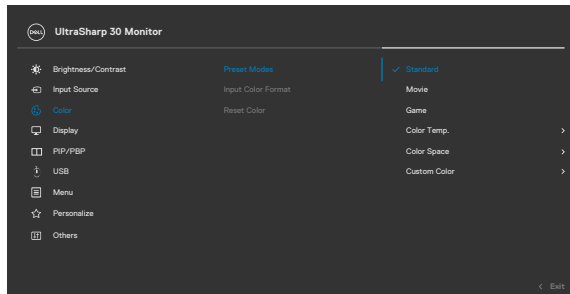 DELL UltraSharp 30 Monitor
Brightness/Contrast Preset Modes Standard
Input Source Input Color Format Movie
Color Reset Color Game
Display Color Temp.
PIP/PBP Color Space
USB Custom Color
Menu
Personalize
Others
Exit